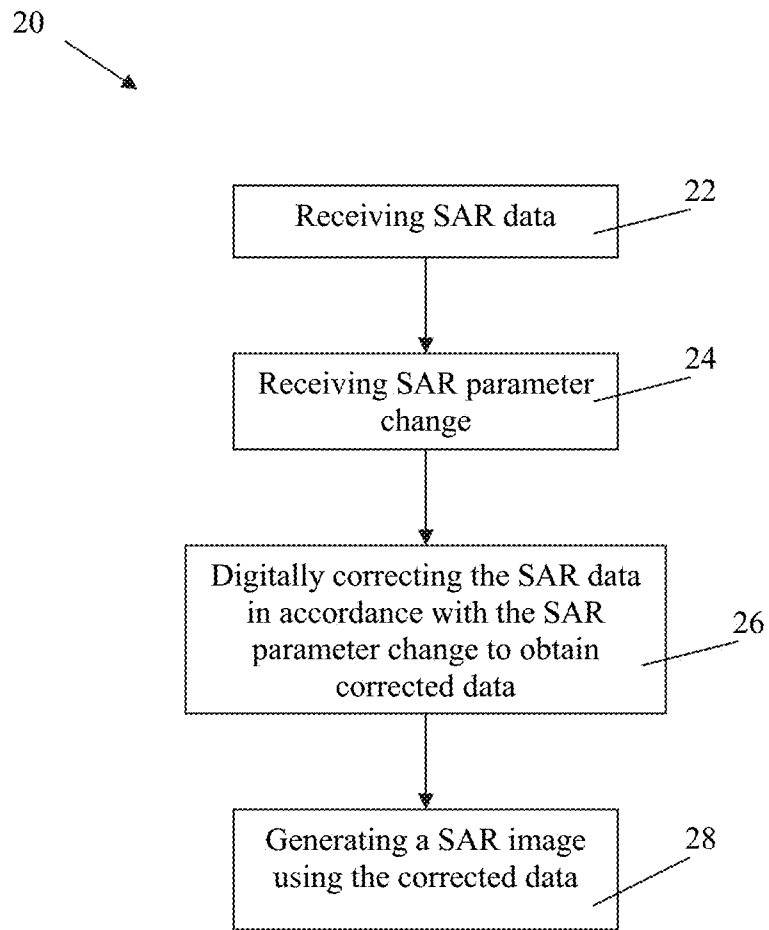 20
Receiving SAR data
22
Receiving SAR parameter
change
24
Digitally correcting the SAR data
in accordance with the SAR
parameter change to obtain
corrected data
26
Generating a SAR image
using the corrected data
28